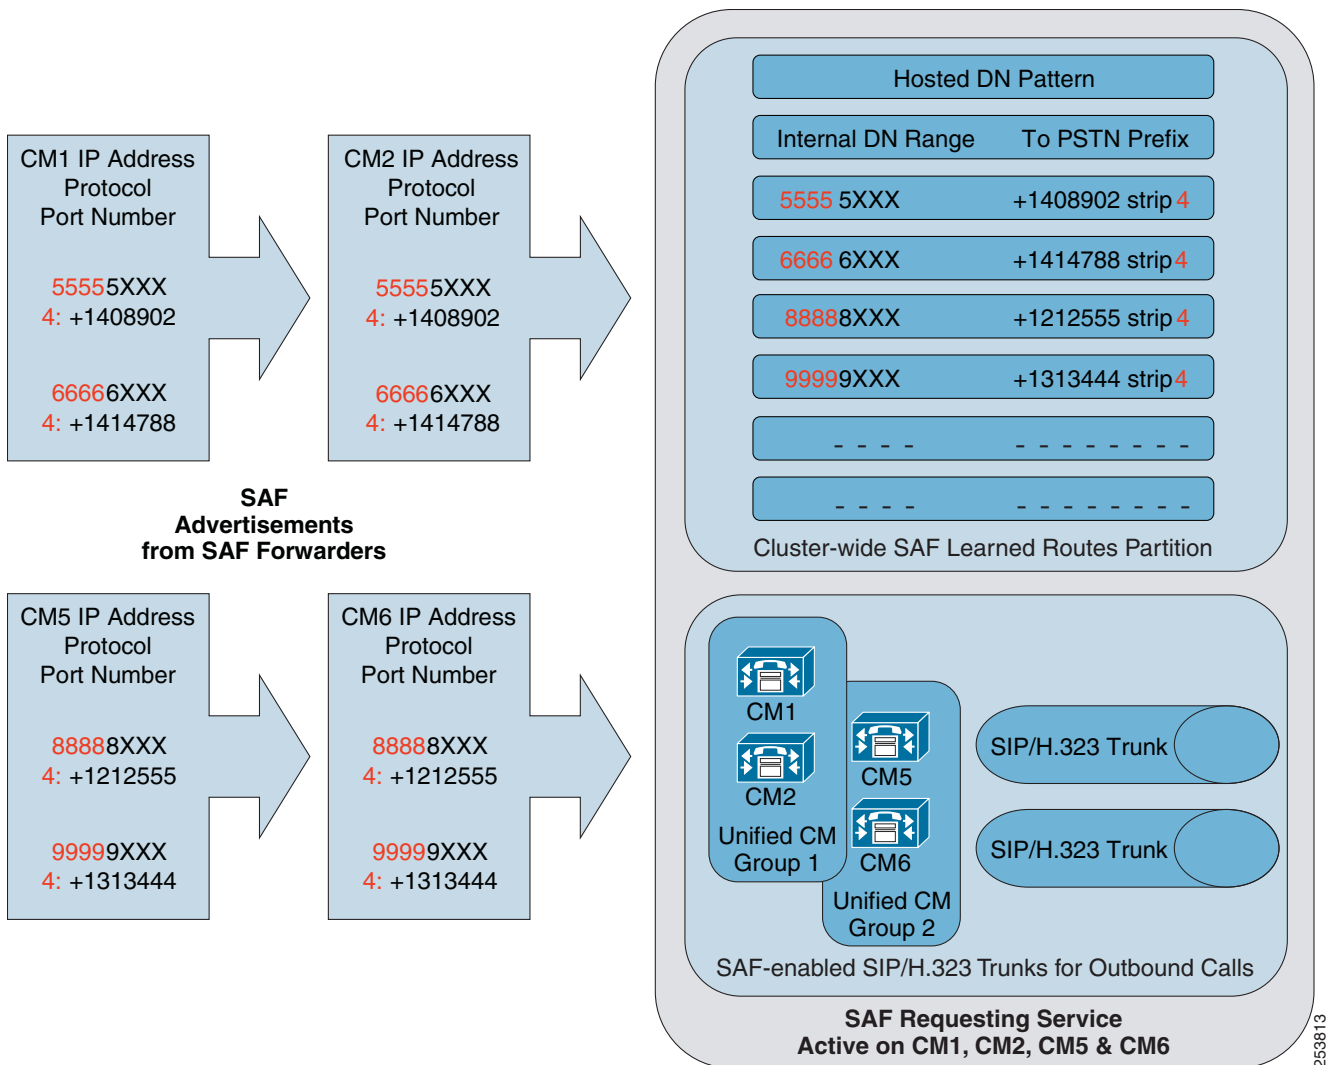 CM1 IP Address
Protocol
Port Number
55555XXX
4: +1408902
66666XXX
4: +1414788
CM2 IP Address
Protocol
Port Number
55555XXX
4: +1408902
66666XXX
4: +1414788
SAF
Advertisements
from SAF Forwarders
CM5 IP Address
Protocol
Port Number
88888XXX
4: +1212555
99999XXX
4: +1313444
CM6 IP Address
Protocol
Port Number
88888XXX
4: +1212555
99999XXX
4: +1313444
Hosted DN Pattern
Internal DN Range To PSTN Prefix
5555 5XXX +1408902 strip 4
6666 6XXX +1414788 strip 4
88888XXX +1212555 strip 4
99999XXX +1313444 strip 4
- - - - - - - - - - - -
- - - - - - - - - - - -
Cluster-wide SAF Learned Routes Partition
CM1
CM2
Unified CM
Group 1
CM5
CM6
Unified CM
Group 2
SIP/H.323 Trunk
SIP/H.323 Trunk
SAF-enabled SIP/H.323 Trunks for Outbound Calls
SAF Requesting Service
Active on CM1, CM2, CM5 & CM6
253813